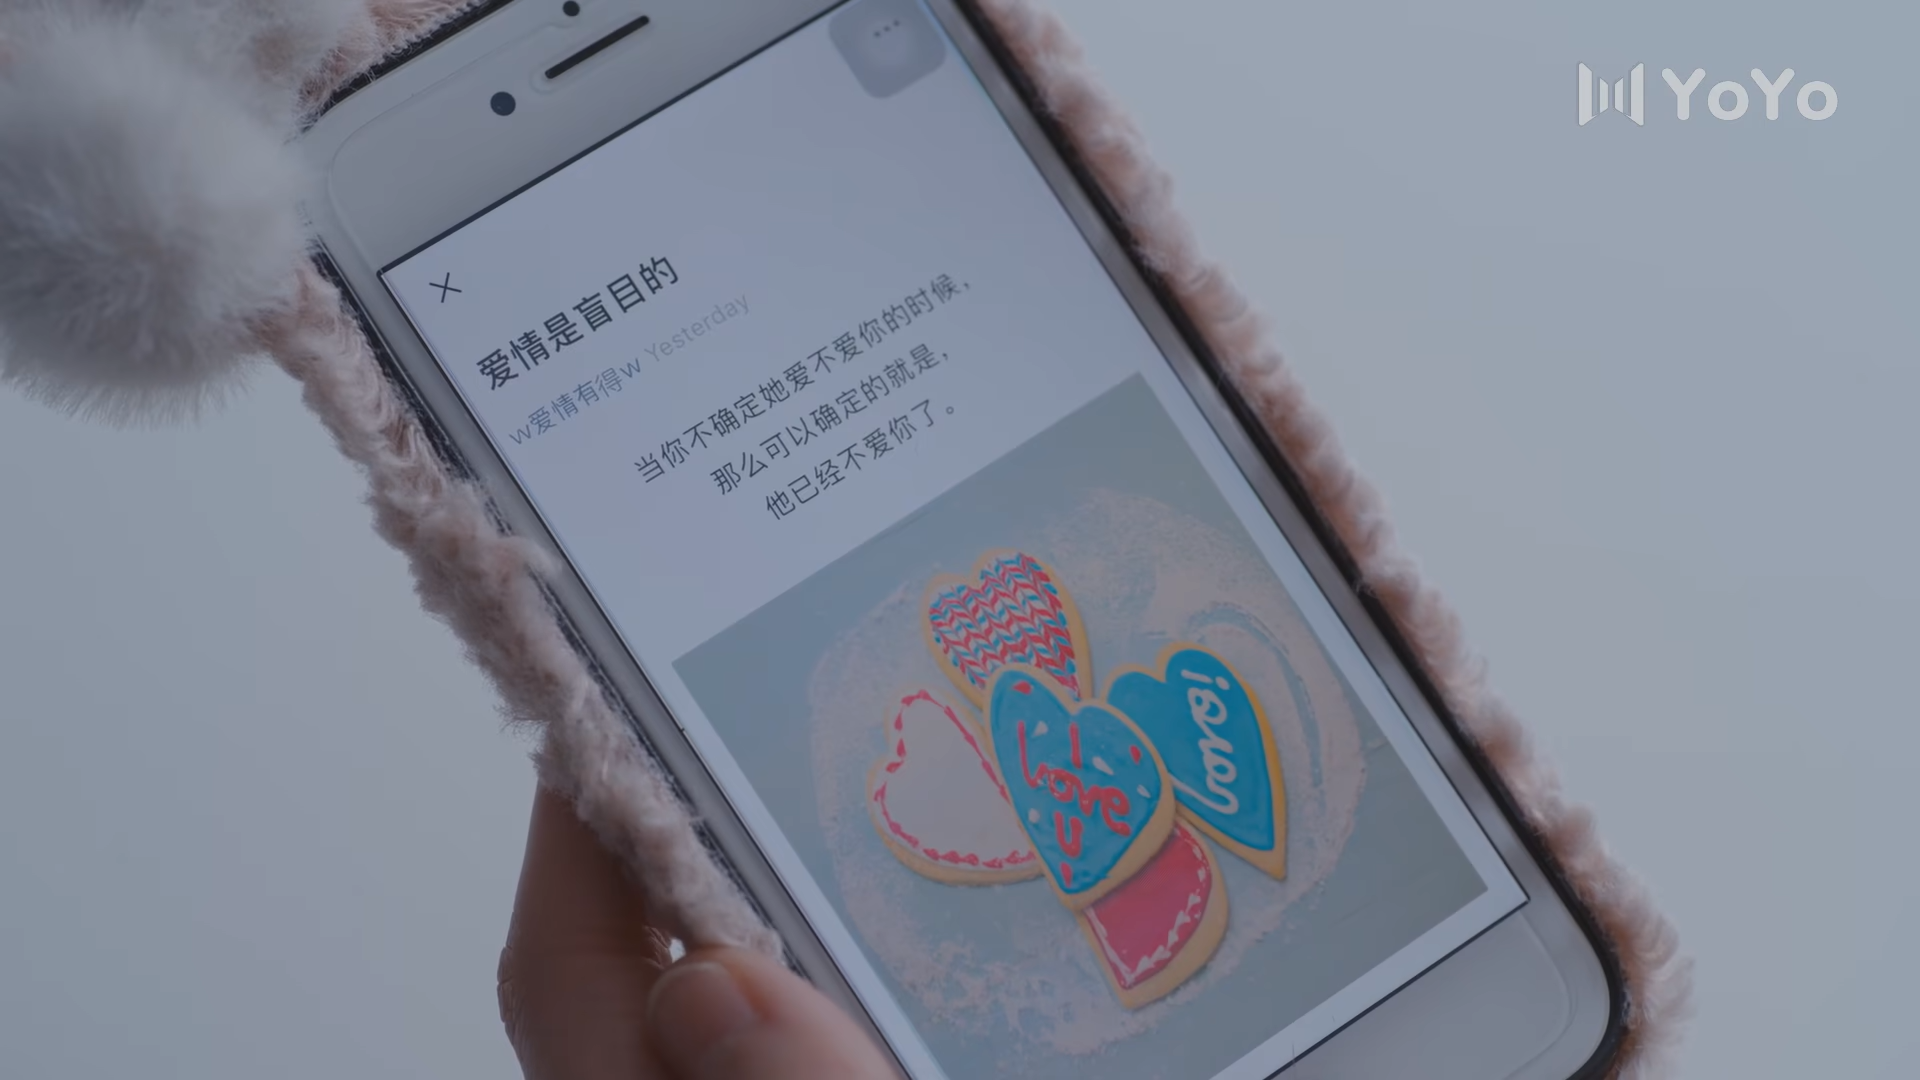 YoYo
爱情是盲目的
w爱情有得w Yesterday
当你不确定她爱不爱你的时候，
那么可以确定的就是，
他已经不爱你了。
I
Love
U